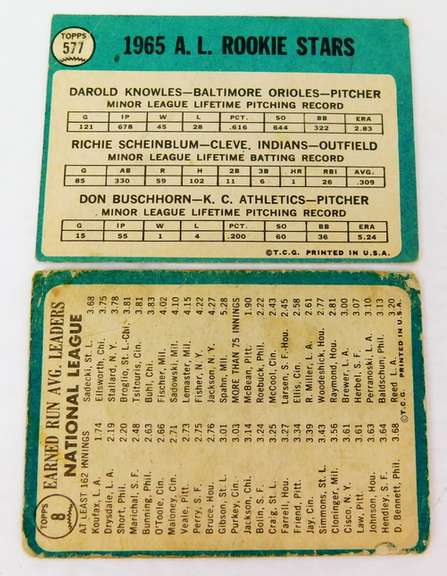 TOPPS
577
1965 A. L. ROOKIE STARS
DAROLD KNOWLES—BALTIMORE ORIOLES—PITCHER
MINOR LEAGUE LIFETIME PITCHING RECORD
G IP W L PCT. SO BB ERA
121 678 45 28 .616 644 322 2.83
RICHIE SCHEINBLUM—CLEVE. INDIANS—OUTFIELD
MINOR LEAGUE LIFETIME BATTING RECORD
G AB R H 2B 3B HR RBI AVG.
85 330 59 102 11 6 1 26 .309
DON BUSCHHORN—K. C. ATHLETICS—PITCHER
MINOR LEAGUE LIFETIME PITCHING RECORD
G IP W L PCT. SO BB ERA
15 55 1 4 .200 60 36 5.24
© T.C.G. PRINTED IN U.S.A.
TOPPS
8
EARNED RUN AVG. LEADERS
NATIONAL LEAGUE
AT LEAST 162 INNINGS
Koufax, L.A. 1.74
Drysdale, L. A. 2.18
Short, Phil. 2.20
Marichal, S.F. 2.48
Bunning, Phil. 2.63
O'Toole, Cin. 2.66
Maloney, Cin. 2.71
Veale, Pitt. 2.73
Bruce, Hou. 2.76
Gibson, St. L. 3.01
Purkey, Cin. 3.04
Jackson, Chi. 3.14
Bolin, S. F. 3.24
Craig, St. L. 3.25
Farrell, Hou. 3.27
Friend, Pitt. 3.34
Jay, Cin. 3.39
Simmons, St. L. 3.43
Cloninger, Mil. 3.56
Cisco, N.Y. 3.61
Law, Pitt. 3.61
Johnson, Hou. 3.63
Hendley, S. F. 3.64
D. Bennett, Phil. 3.68
Sadecki, St. L. 3.68
Ellsworth, Chi. 3.75
Stallard, N. Y. 3.78
Broglio, St. L-Chi. 3.81
Tsitouris, Cin. 3.81
Buhl, Chi. 3.83
Fischer, Mil. 4.02
Sadowski, Mil. 4.10
Lemaster, Mil. 4.15
Fisher, N. Y. 4.22
Jackson, N.Y. 4.27
Spahn, Mil. 5.28
MORE THAN 75 INNINGS
McBean, Pitt. 1.90
Roebuck, Phil. 2.22
McCool, Cin. 2.43
Larsen, S. F.-Hou. 2.45
Ellis, Cin. 2.58
R. Miller, L. A. 2.61
Woodeshick, Hou. 2.77
Raymond, Hou. 2.81
Brewer, L. A. 3.00
Herbel, S. F. 3.07
Perranoski, L.A. 3.10
Baldschun, Phil. 3.13
Reed, L. A. 3.20
© T.C.G. PRINTED IN U.S.A.